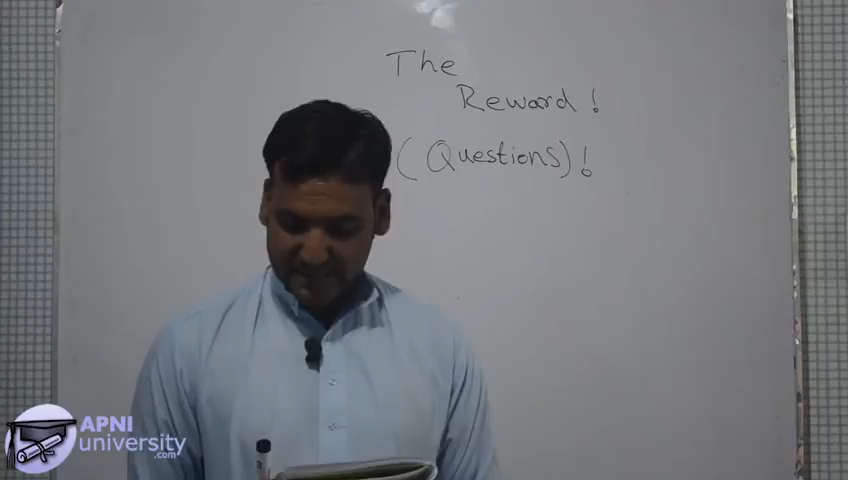 The
Reward !
(Questions) !
APNI
university
.com